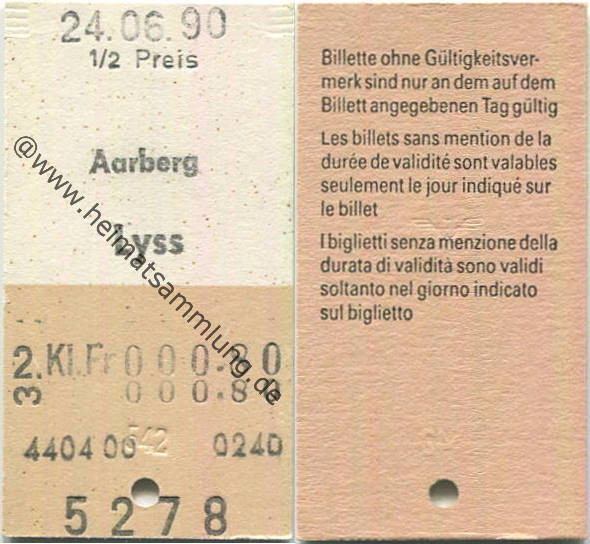 24.06.90
1/2 Preis
Aarberg
Lyss
2. Kl. Fr 000.80
32 000.80
4404 00 542 0240
5278
@www.heimatsammlung.de
Billette ohne Gültigkeitsver-
merk sind nur an dem auf dem
Billett angegebenen Tag gültig
Les billets sans mention de la
durée de validité sont valables
seulement le jour indiqué sur
le billet
I biglietti senza menzione della
durata di validità sono validi
soltanto nel giorno indicato
sul biglietto